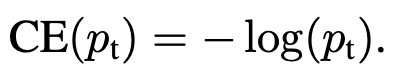 CE(pₜ) = − log(pₜ).